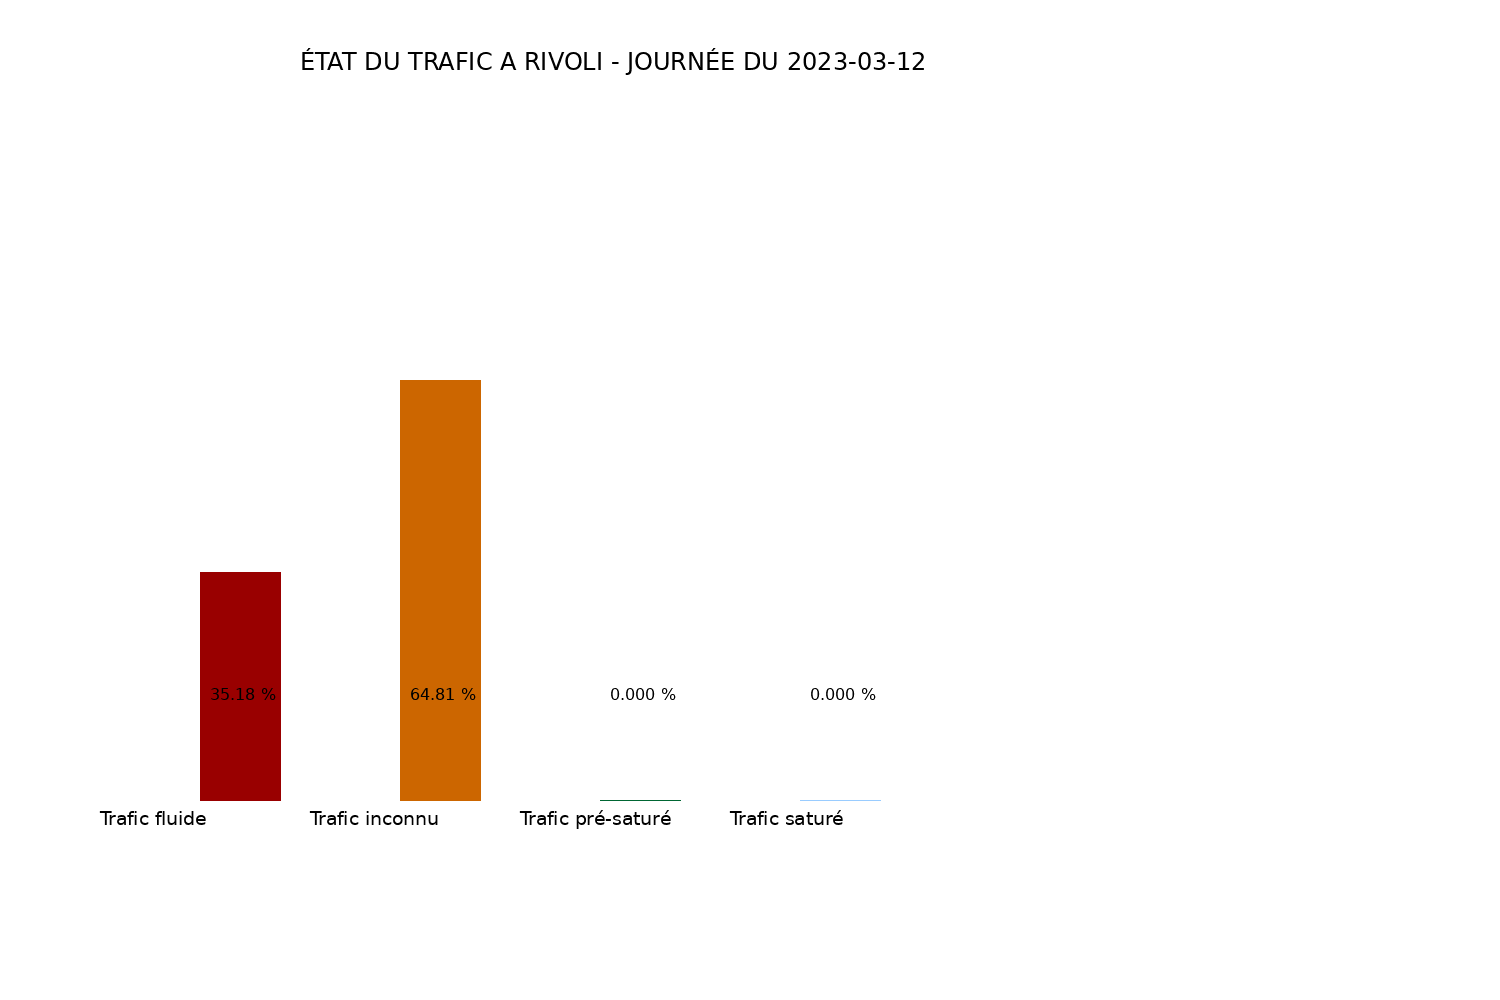 ÉTAT DU TRAFIC A RIVOLI - JOURNÉE DU 2023-03-12
35.18 %
64.81 %
0.000 %
0.000 %
Trafic fluide
Trafic inconnu
Trafic pré-saturé
Trafic saturé